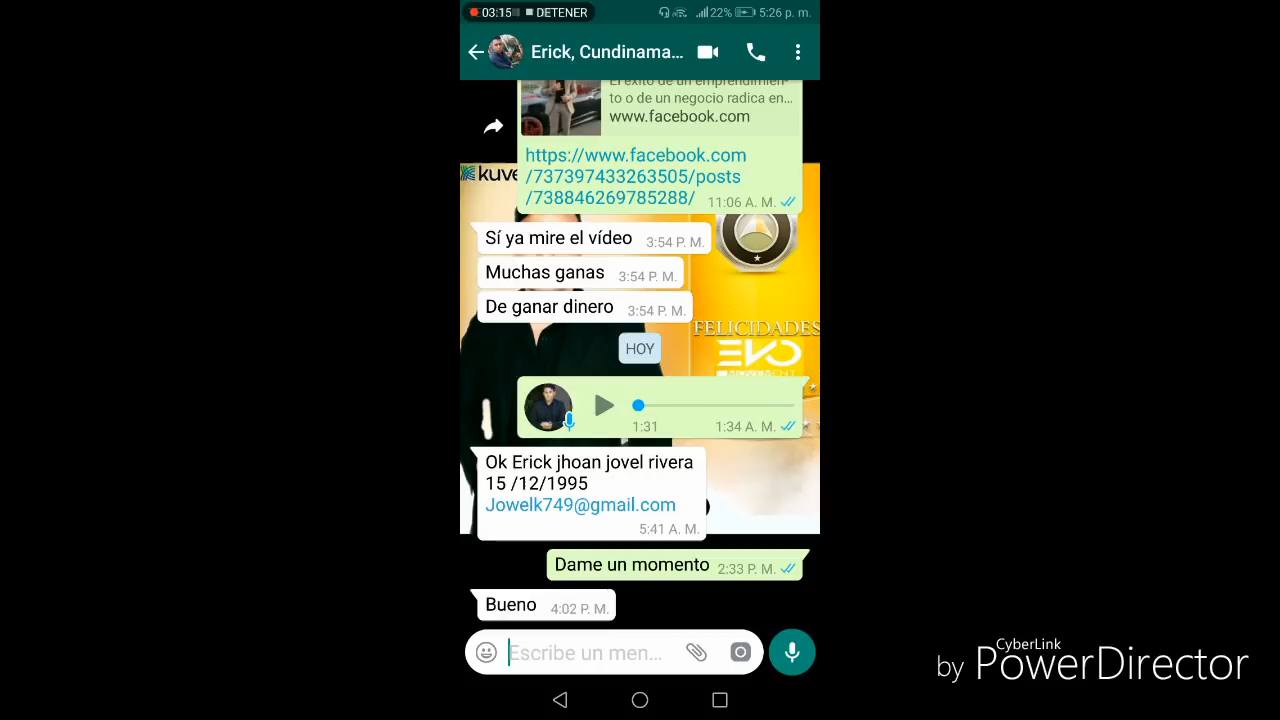 03:15 DETENER 22% 5:26 p. m.
Erick, Cundinama...
El éxito de un emprendimien-
to o de un negocio radica en...
www.facebook.com
https://www.facebook.com
/737397433263505/posts
/738846269785288/ 11:06 A. M.
kuve
Sí ya mire el vídeo 3:54 P. M.
Muchas ganas 3:54 P. M.
De ganar dinero 3:54 P. M.
FELICIDADES
EVO
HOY
1:31 1:34 A. M.
Ok Erick jhoan jovel rivera
15 /12/1995
Jowelk749@gmail.com
5:41 A. M.
Dame un momento 2:33 P. M.
Bueno 4:02 P. M.
Escribe un men...
CyberLink
by PowerDirector